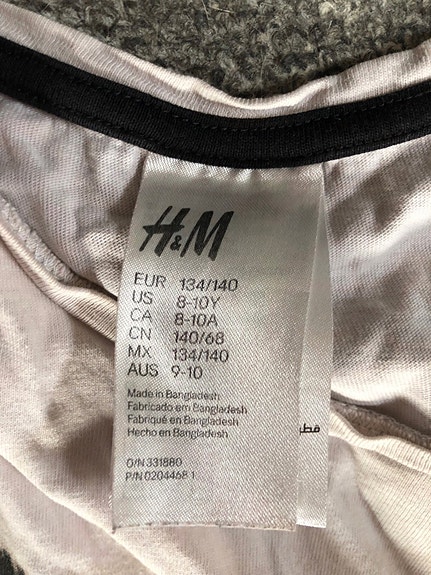 H&M
EUR 134/140
US 8-10Y
CA 8-10A
CN 140/68
MX 134/140
AUS 9-10
Made in Bangladesh
Fabricado em Bangladesh
Fabriqué en Bangladesh
Hecho en Bangladesh
O/N 331880
P/N 0204468 1
قط